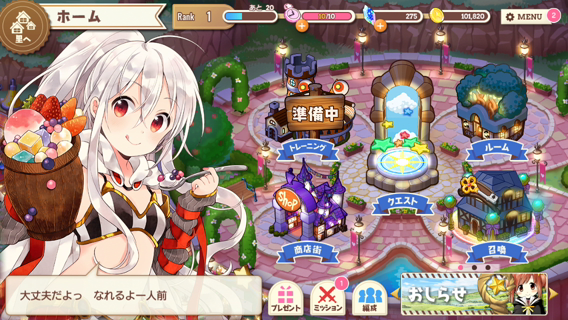 里へ
ホーム
Rank 1
あと 20
10/10
275
101,820
MENU
2
準備中
トレーニング
クエスト
ルーム
Shop
商店街
召喚
大丈夫だよっ　なれるよ一人前
プレゼント
1
ミッション
編成
おしらせ